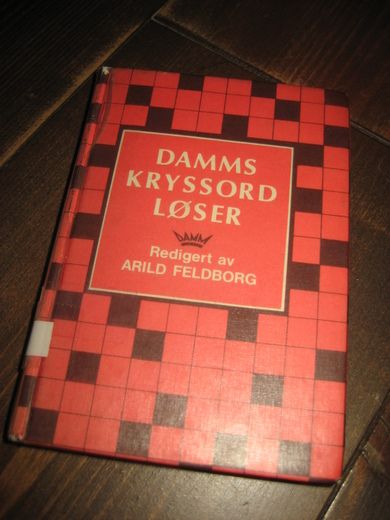 DAMMS
KRYSSORD
LØSER
DAMM
Redigert av
ARILD FELDBORG